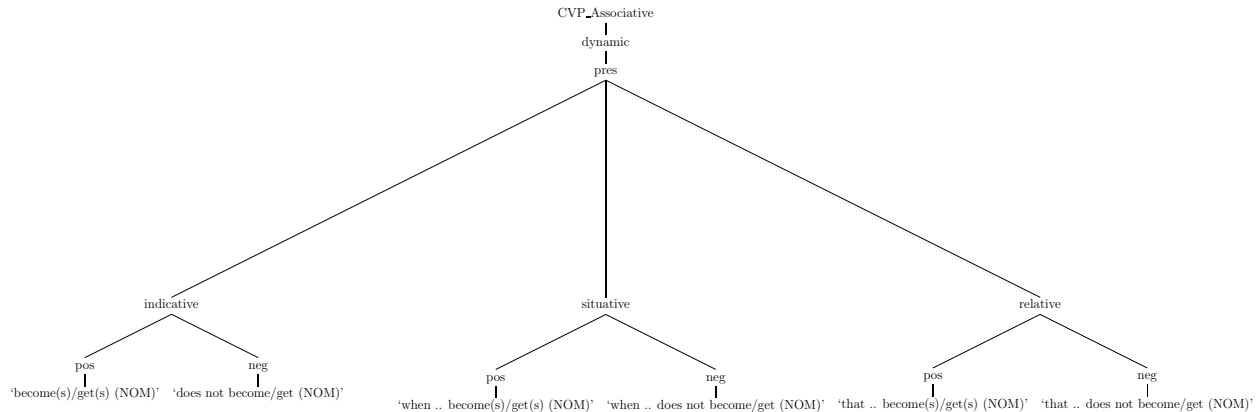 CVP_Associative
dynamic
pres
indicative situative relative
pos neg pos neg pos neg
‘become(s)/get(s) (NOM)’ ‘does not become/get (NOM)’ ‘when .. become(s)/get(s) (NOM)’ ‘when .. does not become/get (NOM)’ ‘that .. become(s)/get(s) (NOM)’ ‘that .. does not become/get (NOM)’